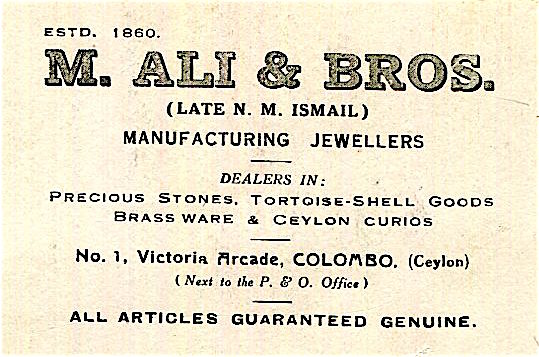 ESTD. 1860.
M. ALI & BROS.
(LATE N. M. ISMAIL)
MANUFACTURING JEWELLERS
DEALERS IN:
PRECIOUS STONES, TORTOISE-SHELL GOODS
BRASS WARE & CEYLON CURIOS
No. 1, Victoria Arcade, COLOMBO, (Ceylon)
(Next to the P. & O. Office)
ALL ARTICLES GUARANTEED GENUINE.